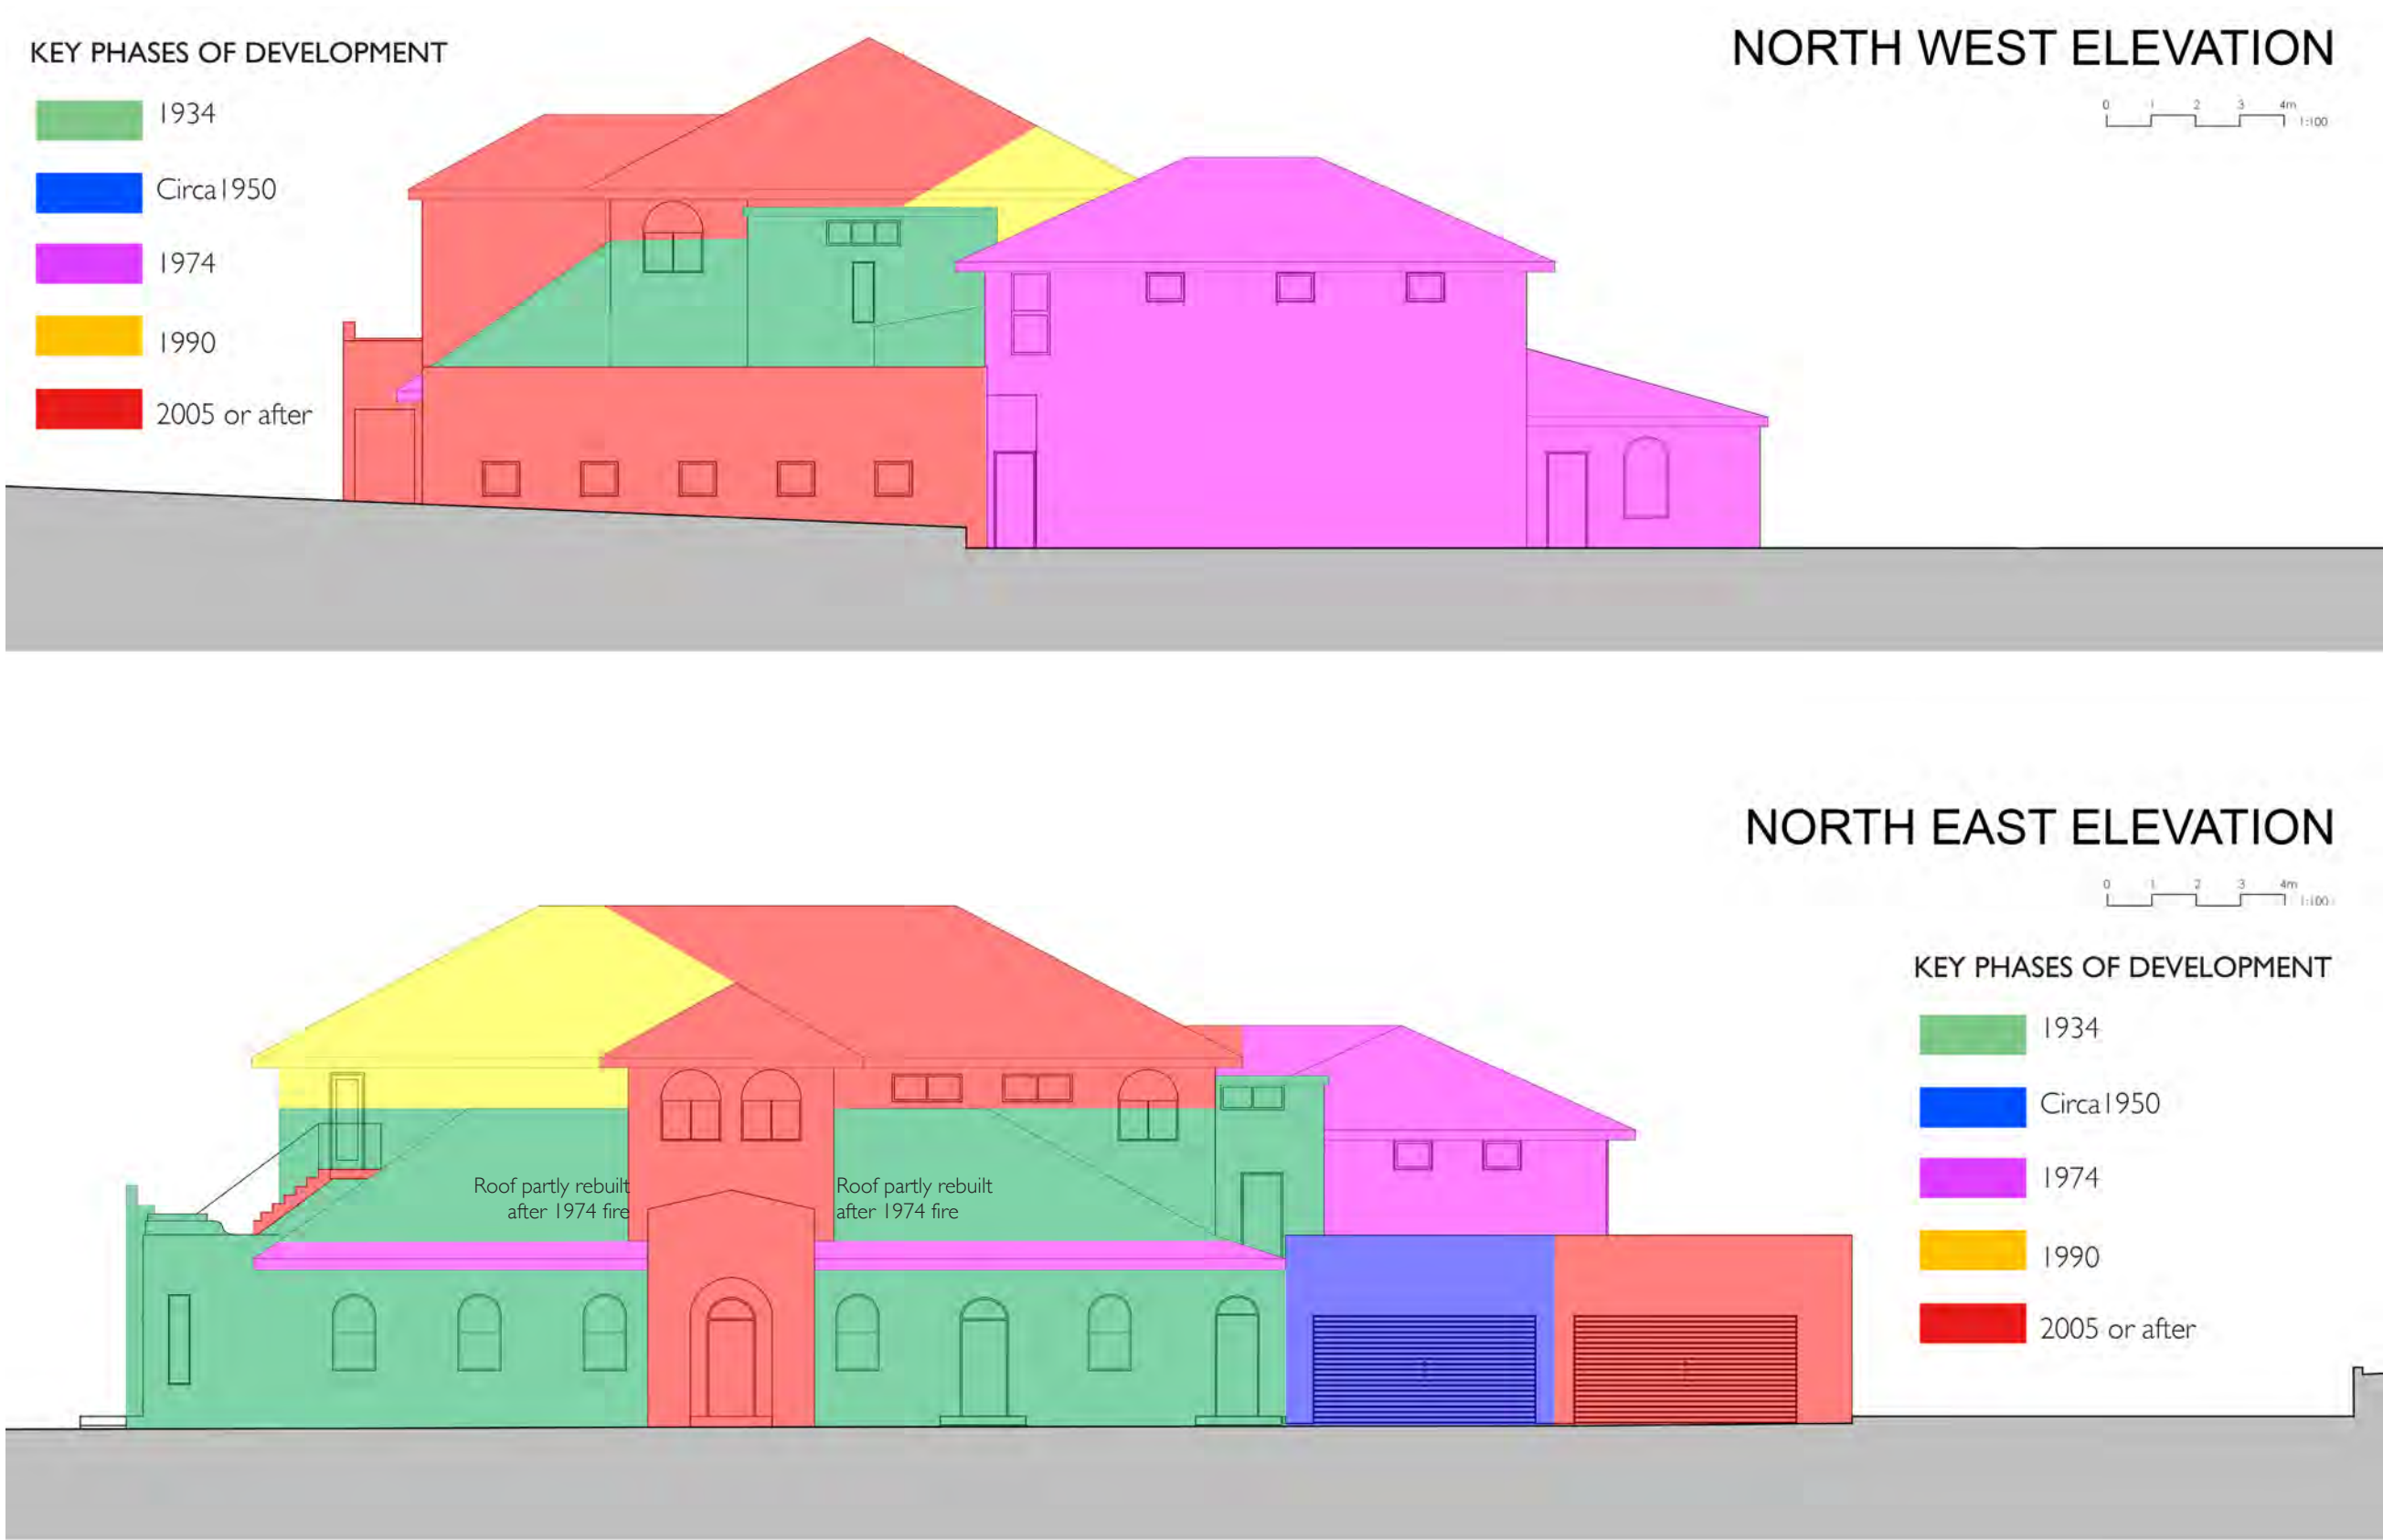 KEY PHASES OF DEVELOPMENT
1934
Circa1950
1974
1990
2005 or after
NORTH WEST ELEVATION
0 1 2 3 4m
1:100
NORTH EAST ELEVATION
0 1 2 3 4m
1:100
KEY PHASES OF DEVELOPMENT
1934
Circa1950
1974
1990
2005 or after
Roof partly rebuilt
after 1974 fire
Roof partly rebuilt
after 1974 fire